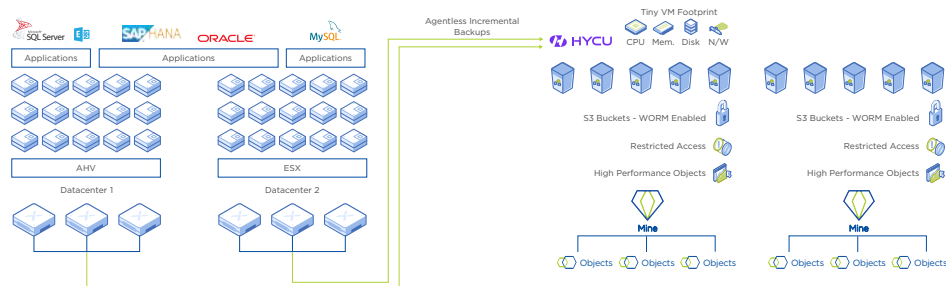 Microsoft
SQL Server
SAP HANA
ORACLE
MySQL
Applications
Applications
Applications
AHV
ESX
Datacenter 1
Datacenter 2
Agentless Incremental
Backups
HYCU
Tiny VM Footprint
CPU
Mem.
Disk
N/W
S3 Buckets - WORM Enabled
Restricted Access
High Performance Objects
Mine
Objects
Objects
Objects
S3 Buckets - WORM Enabled
Restricted Access
High Performance Objects
Mine
Objects
Objects
Objects